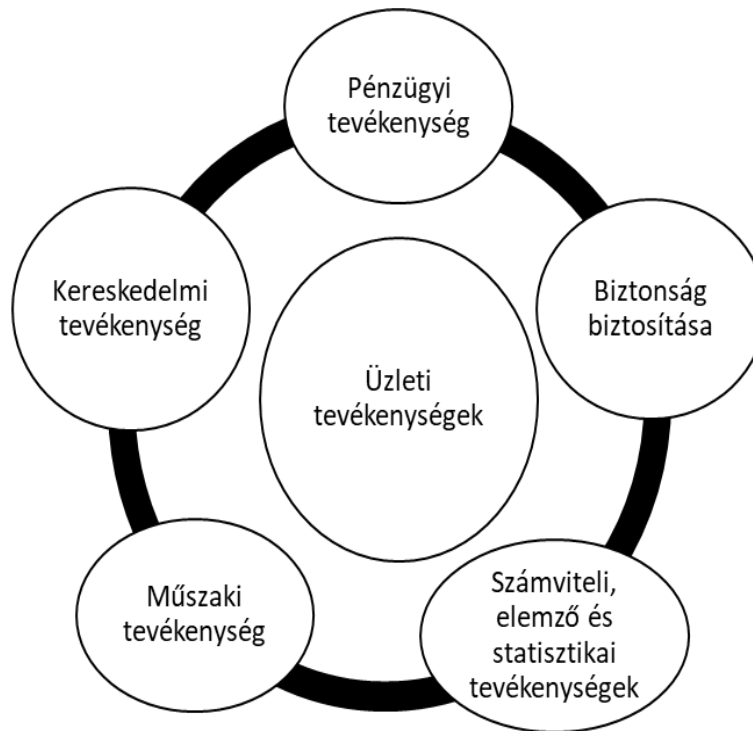 Pénzügyi
tevékenység
Kereskedelmi
tevékenység
Biztonság
biztosítása
Üzleti
tevékenységek
Műszaki
tevékenység
Számviteli,
elemző és
statisztikai
tevékenységek